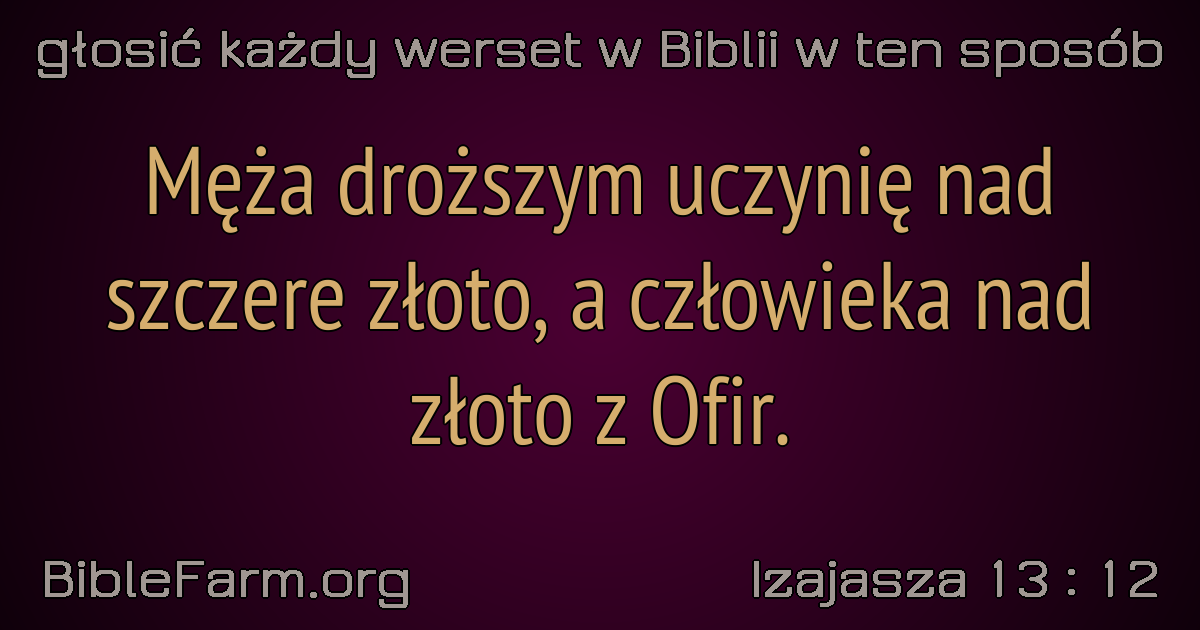 głosić każdy werset w Biblii w ten sposób
Męża droższym uczynię nad
szczere złoto, a człowieka nad
złoto z Ofir.
BibleFarm.org
Izajasza 13 : 12